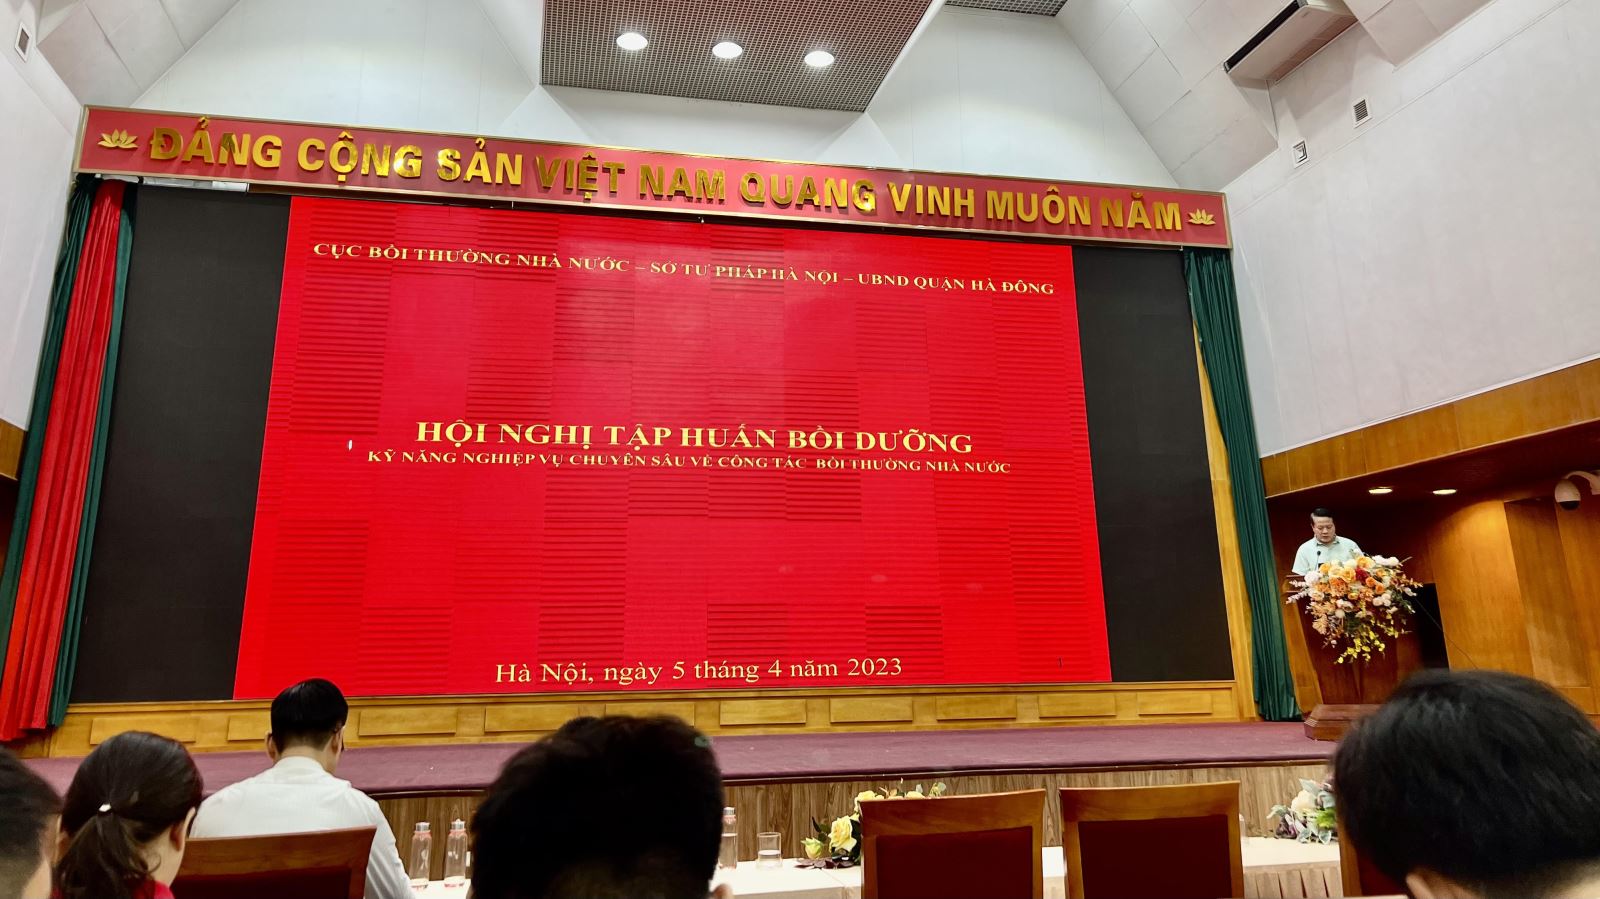 ĐẢNG CỘNG SẢN VIỆT NAM QUANG VINH MUÔN NĂM
CỤC BỒI THƯỜNG NHÀ NƯỚC – SỞ TƯ PHÁP HÀ NỘI – UBND QUẬN HÀ ĐÔNG
HỘI NGHỊ TẬP HUẤN BỒI DƯỠNG
KỸ NĂNG NGHIỆP VỤ CHUYÊN SÂU VỀ CÔNG TÁC BỒI THƯỜNG NHÀ NƯỚC
Hà Nội, ngày 5 tháng 4 năm 2023